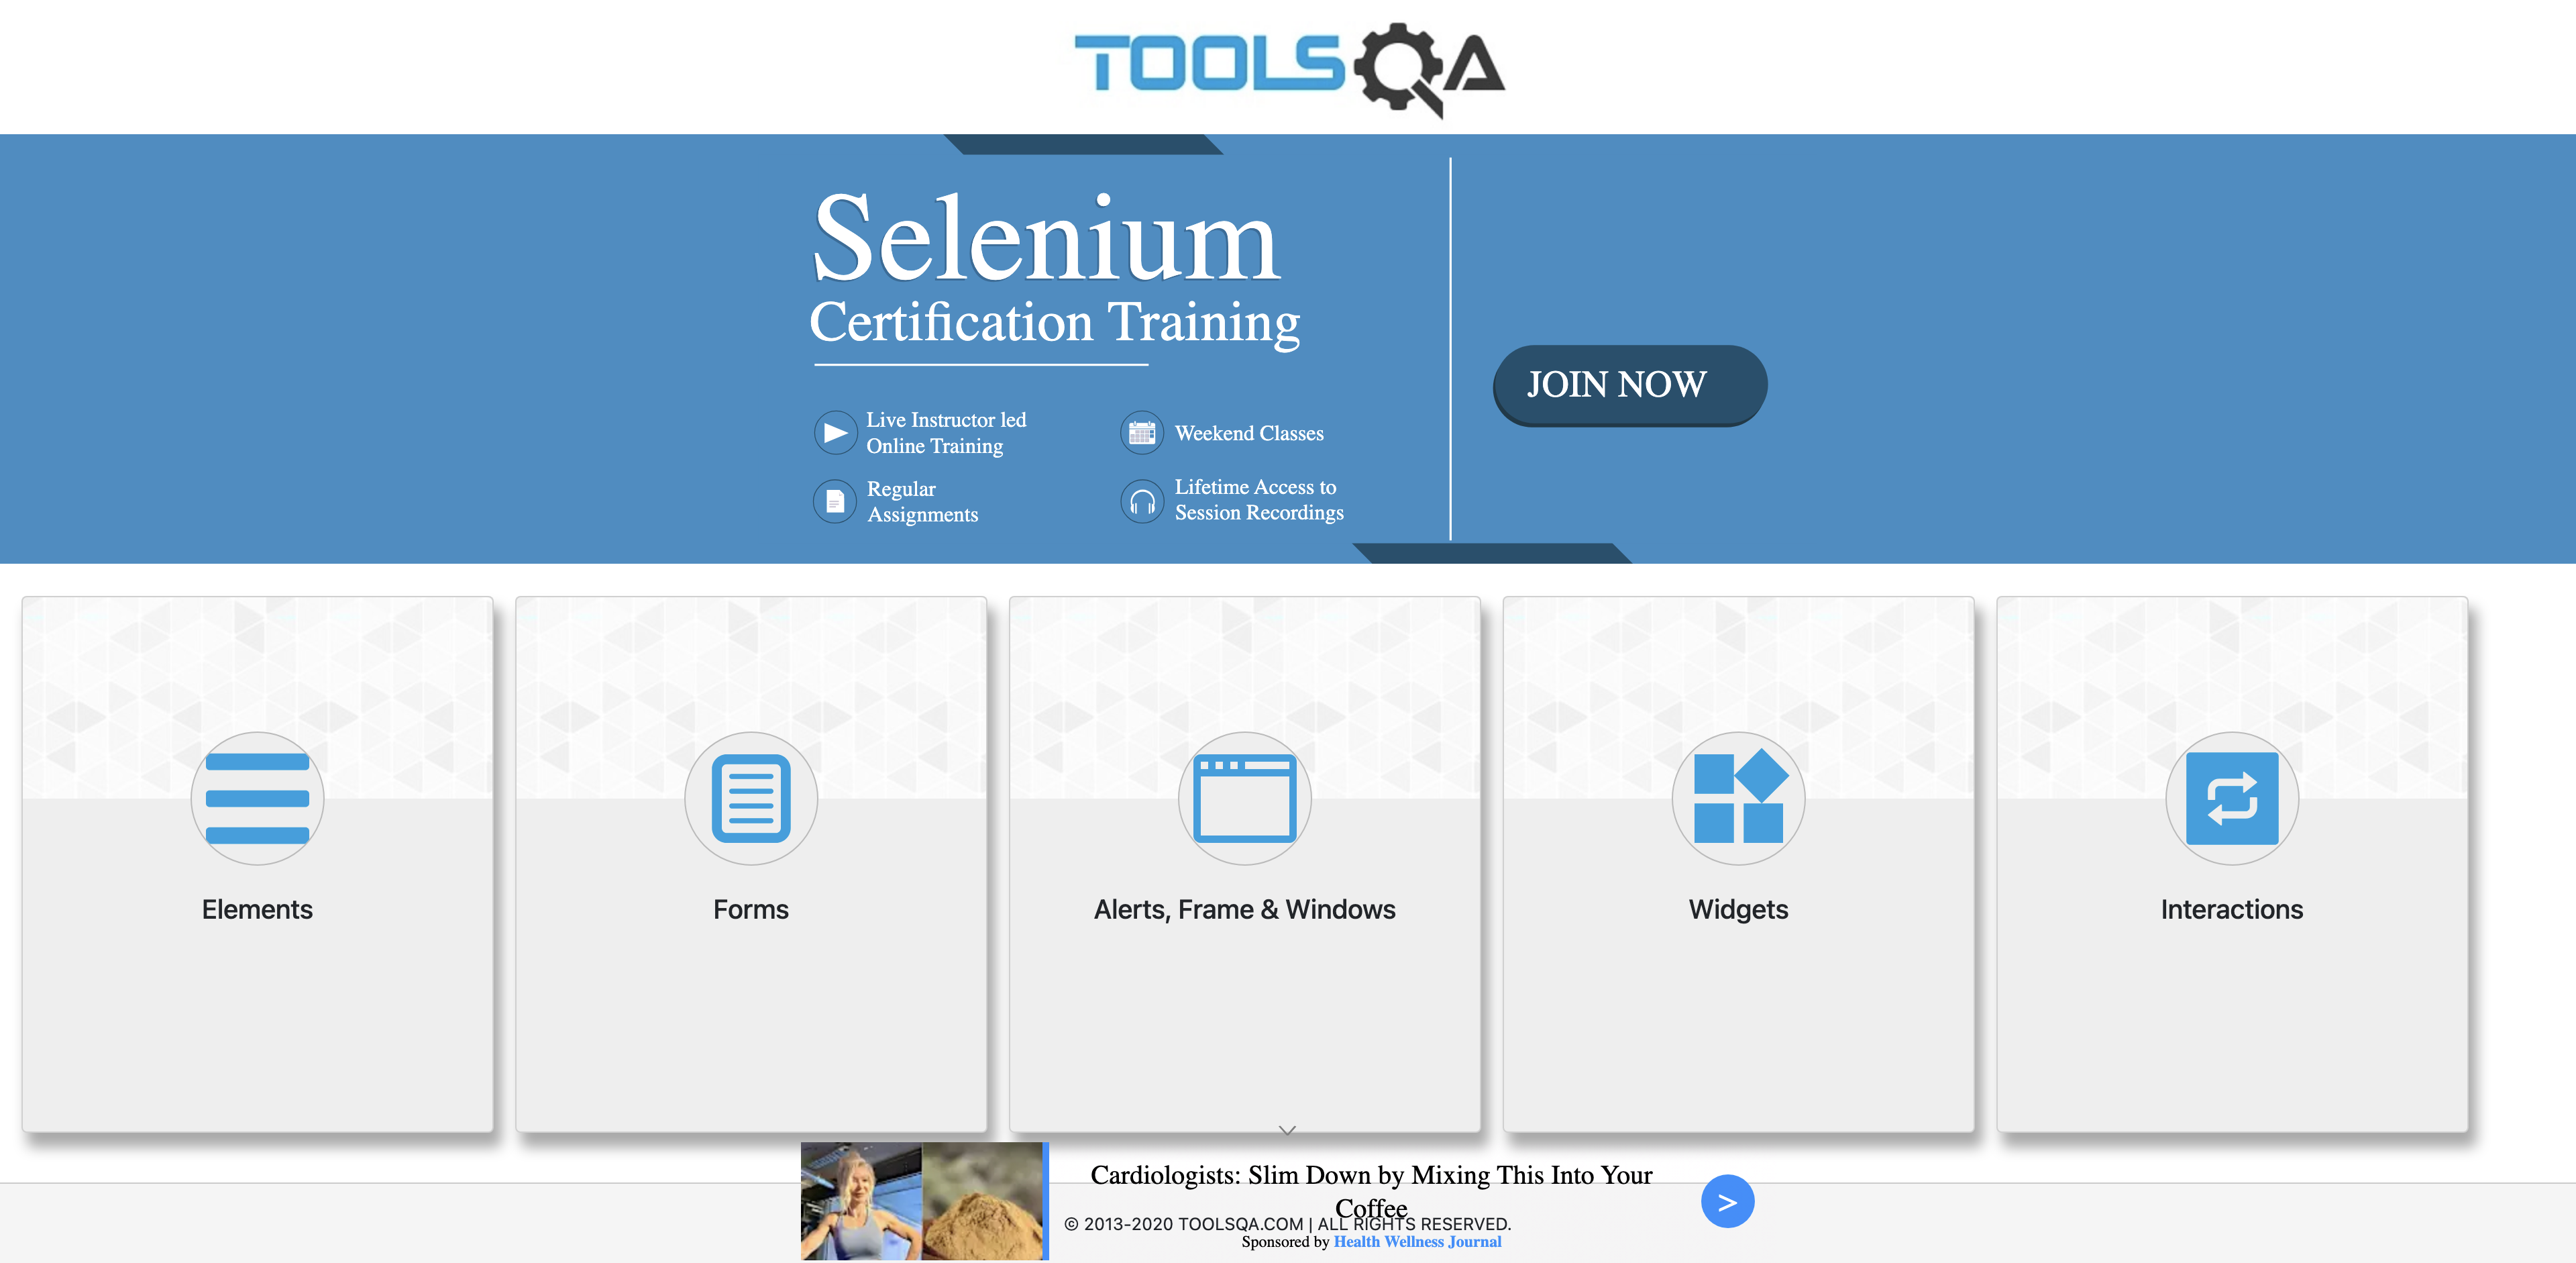 TOOLSQA
Selenium
Certification Training
JOIN NOW
Live Instructor led
Online Training
Weekend Classes
Regular
Assignments
Lifetime Access to
Session Recordings
Elements
Forms
Alerts, Frame & Windows
Widgets
Interactions
Cardiologists: Slim Down by Mixing This Into Your
Coffee
>
© 2013-2020 TOOLSQA.COM | ALL RIGHTS RESERVED.
Sponsored by Health Wellness Journal